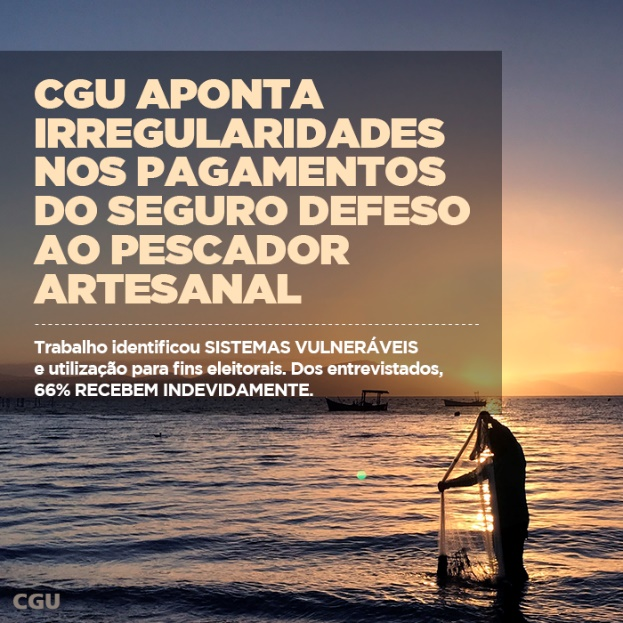 CGU APONTA
IRREGULARIDADES
NOS PAGAMENTOS
DO SEGURO DEFESO
AO PESCADOR
ARTESANAL
Trabalho identificou SISTEMAS VULNERÁVEIS
e utilização para fins eleitorais. Dos entrevistados,
66% RECEBEM INDEVIDAMENTE.
CGU